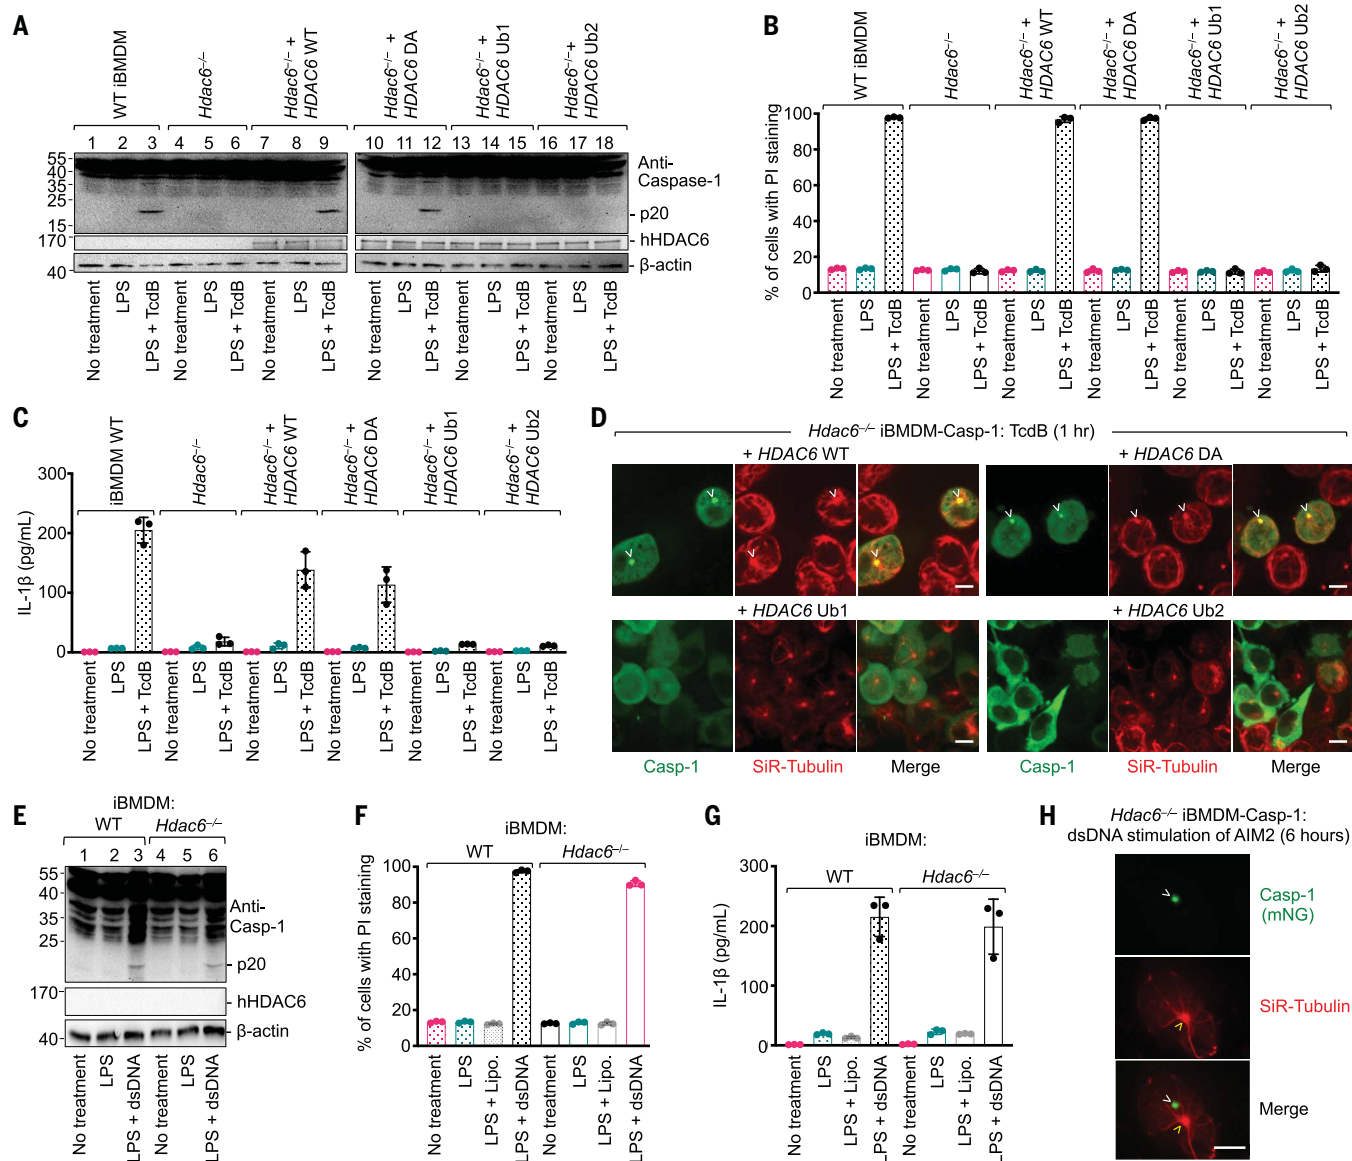 A
WT iBMDM
Hdac6–/–
Hdac6–/– +
HDAC6 WT
Hdac6–/– +
HDAC6 DA
Hdac6–/– +
HDAC6 Ub1
Hdac6–/–+
HDAC6 Ub2
1 2 3 4 5 6 7 8 9 10 11 12 13 14 15 16 17 18
55
40
35
25
15
170
40
Anti-
Caspase-1
p20
hHDAC6
β-actin
No treatment
LPS
LPS + TcdB
No treatment
LPS
LPS + TcdB
No treatment
LPS
LPS + TcdB
No treatment
LPS
LPS + TcdB
No treatment
LPS
LPS + TcdB
No treatment
LPS
LPS + TcdB
B
WT iBMDM
Hdac6–/–
Hdac6–/– +
HDAC6 WT
Hdac6–/– +
HDAC6 DA
Hdac6–/– +
HDAC6 Ub1
Hdac6–/– +
HDAC6 Ub2
% of cells with PI staining
100
80
60
40
20
0
No treatment
LPS
LPS + TcdB
No treatment
LPS
LPS + TcdB
No treatment
LPS
LPS + TcdB
No treatment
LPS
LPS + TcdB
No treatment
LPS
LPS + TcdB
No treatment
LPS
LPS + TcdB
C
iBMDM WT
Hdac6–/–
Hdac6–/– +
HDAC6 WT
Hdac6–/– +
HDAC6 DA
Hdac6–/– +
HDAC6 Ub1
Hdac6–/– +
HDAC6 Ub2
IL-1β (pg/mL)
300
200
100
0
No treatment
LPS
LPS + TcdB
No treatment
LPS
LPS + TcdB
No treatment
LPS
LPS + TcdB
No treatment
LPS
LPS + TcdB
No treatment
LPS
LPS + TcdB
No treatment
LPS
LPS + TcdB
D
Hdac6–/– iBMDM-Casp-1: TcdB (1 hr)
+ HDAC6 WT
+ HDAC6 DA
+ HDAC6 Ub1
+ HDAC6 Ub2
Casp-1 SiR-Tubulin Merge
Casp-1 SiR-Tubulin Merge
E
iBMDM:
WT Hdac6–/–
1 2 3 4 5 6
55
40
35
25
170
40
Anti-
Casp-1
p20
hHDAC6
β-actin
No treatment
LPS
LPS + dsDNA
No treatment
LPS
LPS + dsDNA
F
iBMDM:
WT Hdac6–/–
% of cells with PI staining
100
80
60
40
20
0
No treatment
LPS
LPS + Lipo.
LPS + dsDNA
No treatment
LPS
LPS + Lipo.
LPS + dsDNA
G
iBMDM:
WT Hdac6–/–
IL-1β (pg/mL)
300
200
100
0
No treatment
LPS
LPS + Lipo.
LPS + dsDNA
No treatment
LPS
LPS + Lipo.
LPS + dsDNA
H
Hdac6–/– iBMDM-Casp-1:
dsDNA stimulation of AIM2 (6 hours)
Casp-1
(mNG)
SiR-Tubulin
Merge